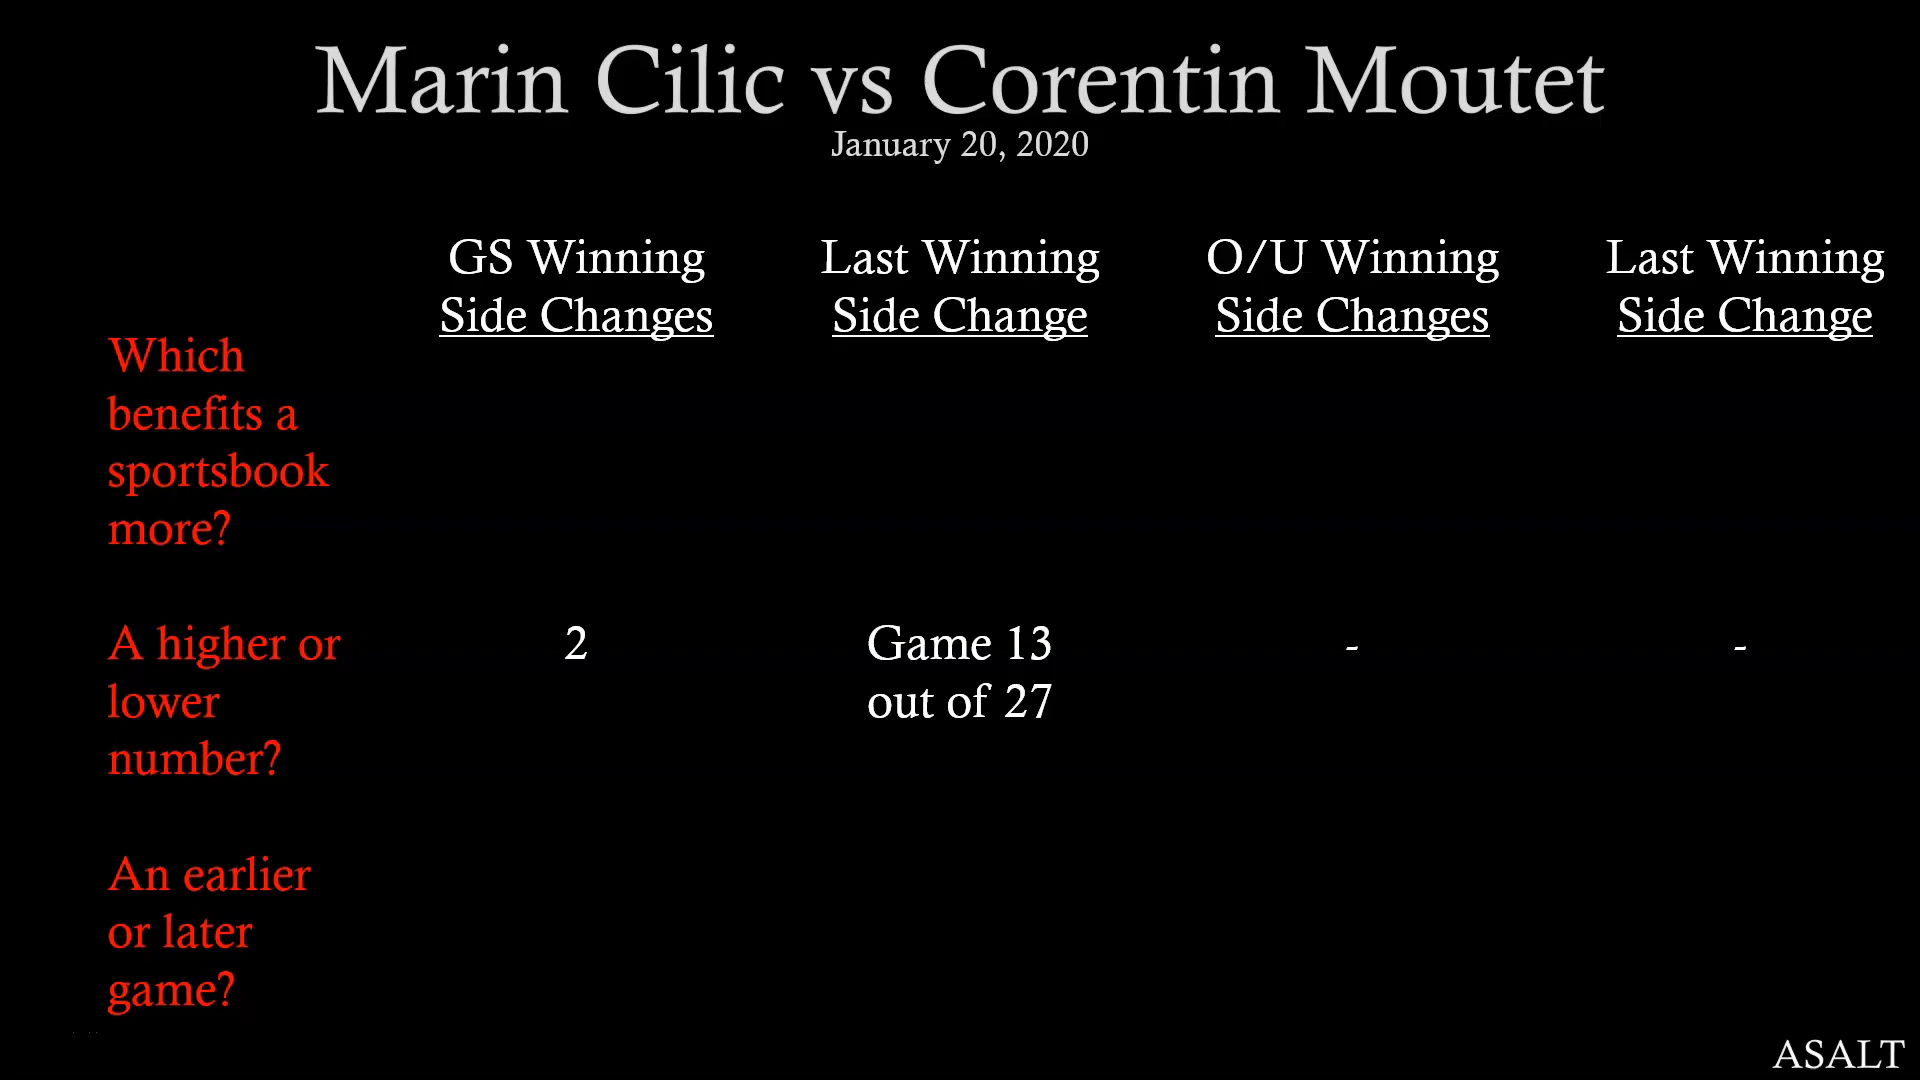 Marin Cilic vs Corentin Moutet
January 20, 2020
GS Winning
Side Changes
Last Winning
Side Change
O/U Winning
Side Changes
Last Winning
Side Change
Which
benefits a
sportsbook
more?
A higher or
lower
number?
2
Game 13
out of 27
-
-
An earlier
or later
game?
ASALT